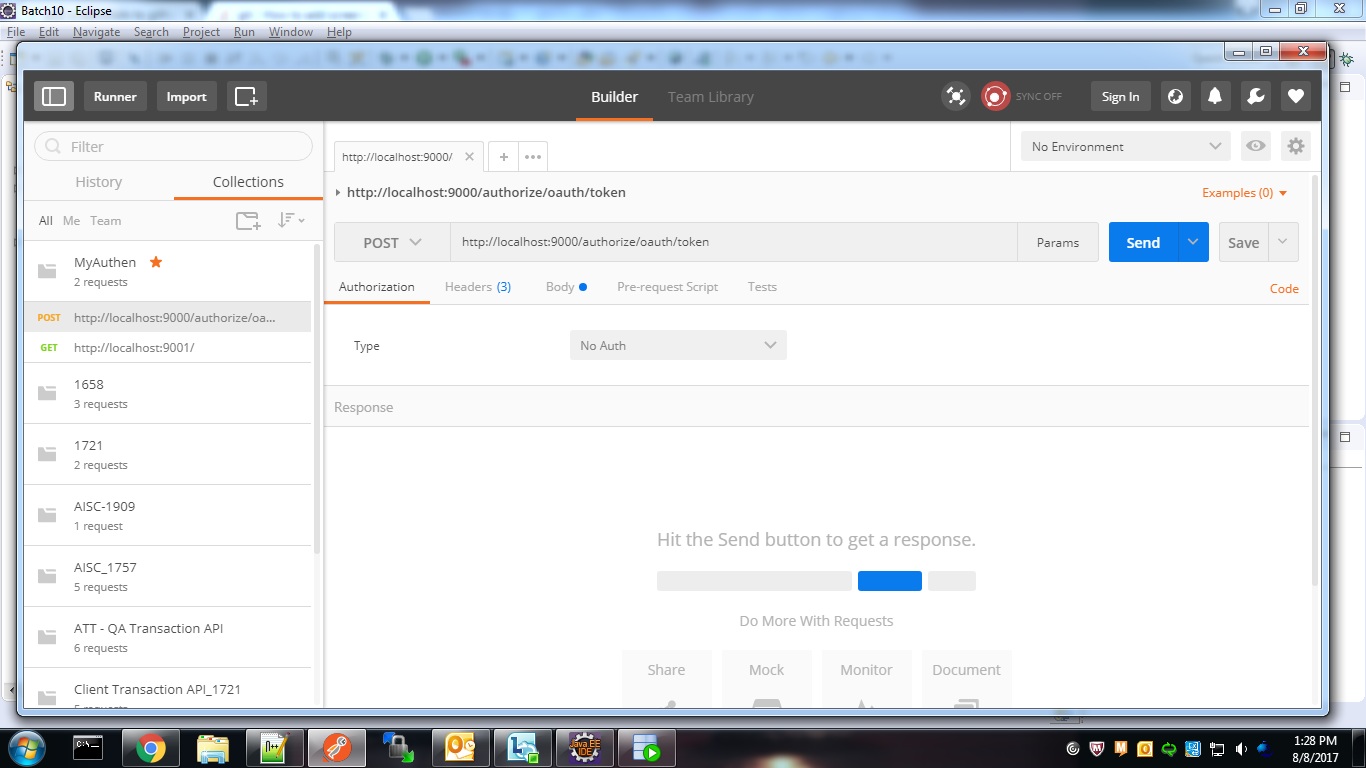 Batch10 - Eclipse
File Edit Navigate Search Project Run Window Help
Runner Import Builder Team Library SYNC OFF Sign In
Filter
History Collections
All Me Team
MyAuthen
2 requests
POST http://localhost:9000/authorize/oa...
GET http://localhost:9001/
1658
3 requests
1721
2 requests
AISC-1909
1 request
AISC_1757
5 requests
ATT - QA Transaction API
6 requests
Client Transaction API_1721
5 requests
http://localhost:9000/
No Environment
http://localhost:9000/authorize/oauth/token
Examples (0)
POST http://localhost:9000/authorize/oauth/token Params Send Save
Authorization Headers (3) Body Pre-request Script Tests Code
Type No Auth
Response
Hit the Send button to get a response.
Do More With Requests
Share Mock Monitor Document
Java EE
IDE
1:28 PM
8/8/2017